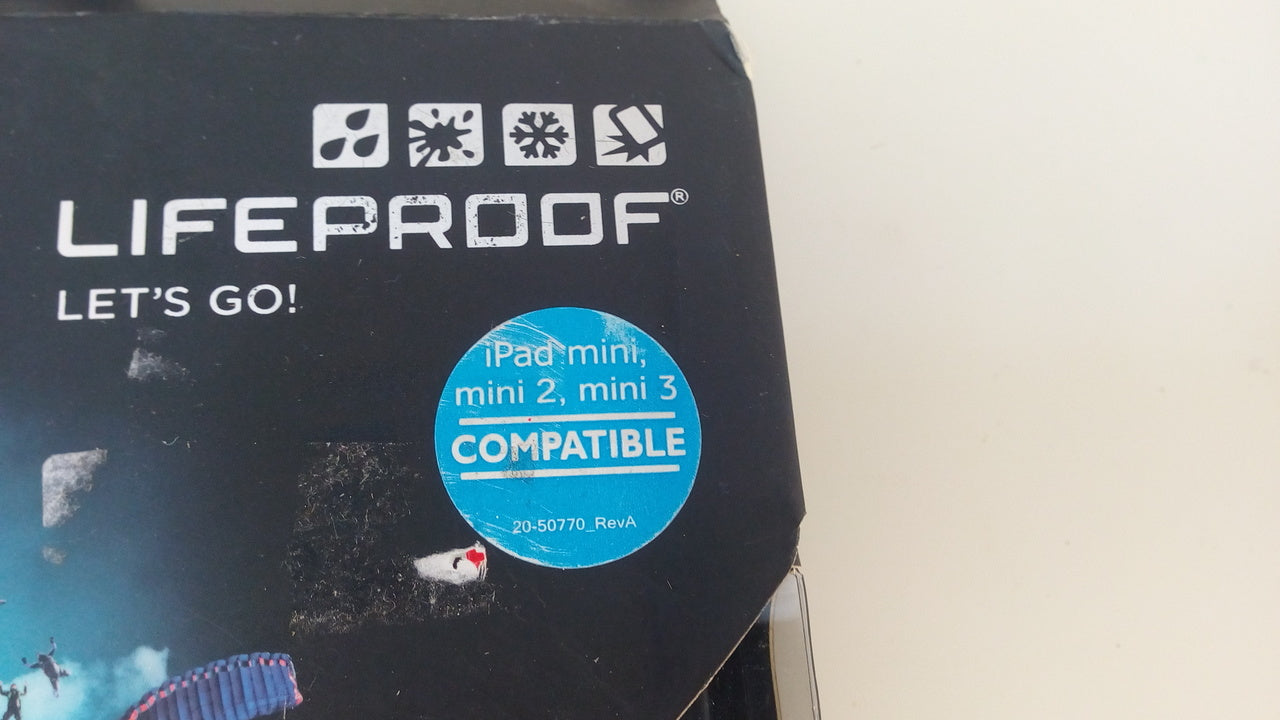 LIFEPROOF®
LET'S GO!
iPad mini,
mini 2, mini 3
COMPATIBLE
20-50770_RevA